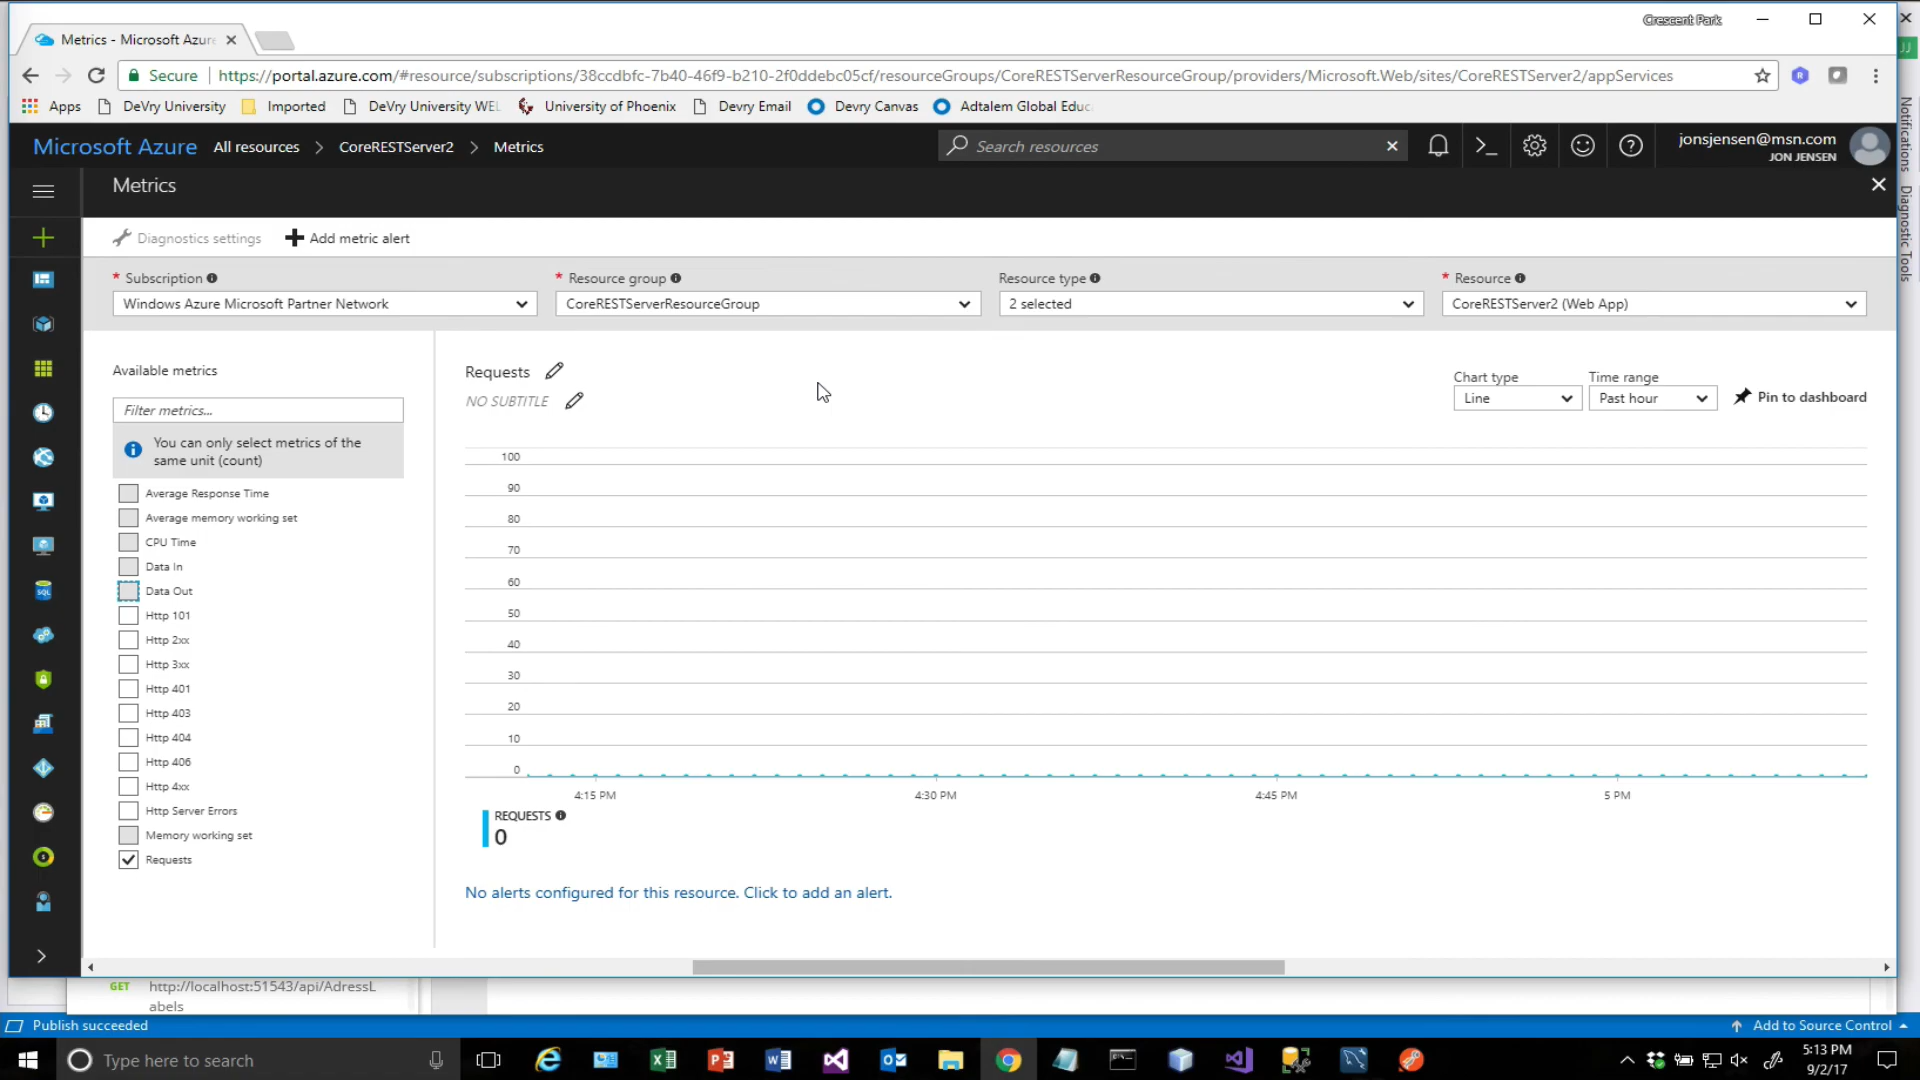 Crescent Park
Metrics - Microsoft Azur
Secure https://portal.azure.com/#resource/subscriptions/38ccdbfc-7b40-46f9-b210-2f0ddebc05cf/resourceGroups/CoreRESTServerResourceGroup/providers/Microsoft.Web/sites/CoreRESTServer2/appServices
Apps DeVry University Imported DeVry University WEL University of Phoenix Devry Email Devry Canvas Adtalem Global Educ
Microsoft Azure All resources > CoreRESTServer2 > Metrics
Search resources
jonsjensen@msn.com
JON JENSEN
JJ
Notifications
Diagnostic Tools
Metrics
Diagnostics settings Add metric alert
* Subscription * Resource group Resource type * Resource
Windows Azure Microsoft Partner Network CoreRESTServerResourceGroup 2 selected CoreRESTServer2 (Web App)
Available metrics
Filter metrics...
You can only select metrics of the
same unit (count)
Average Response Time
Average memory working set
CPU Time
Data In
Data Out
Http 101
Http 2xx
Http 3xx
Http 401
Http 403
Http 404
Http 406
Http 4xx
Http Server Errors
Memory working set
Requests
Requests
NO SUBTITLE
Chart type Time range
Line Past hour Pin to dashboard
100
90
80
70
60
50
40
30
20
10
0
4:15 PM 4:30 PM 4:45 PM 5 PM
REQUESTS
0
No alerts configured for this resource. Click to add an alert.
SQL
GET http://localhost:51543/api/AdressL
abels
Publish succeeded Add to Source Control
Type here to search
5:13 PM
9/2/17